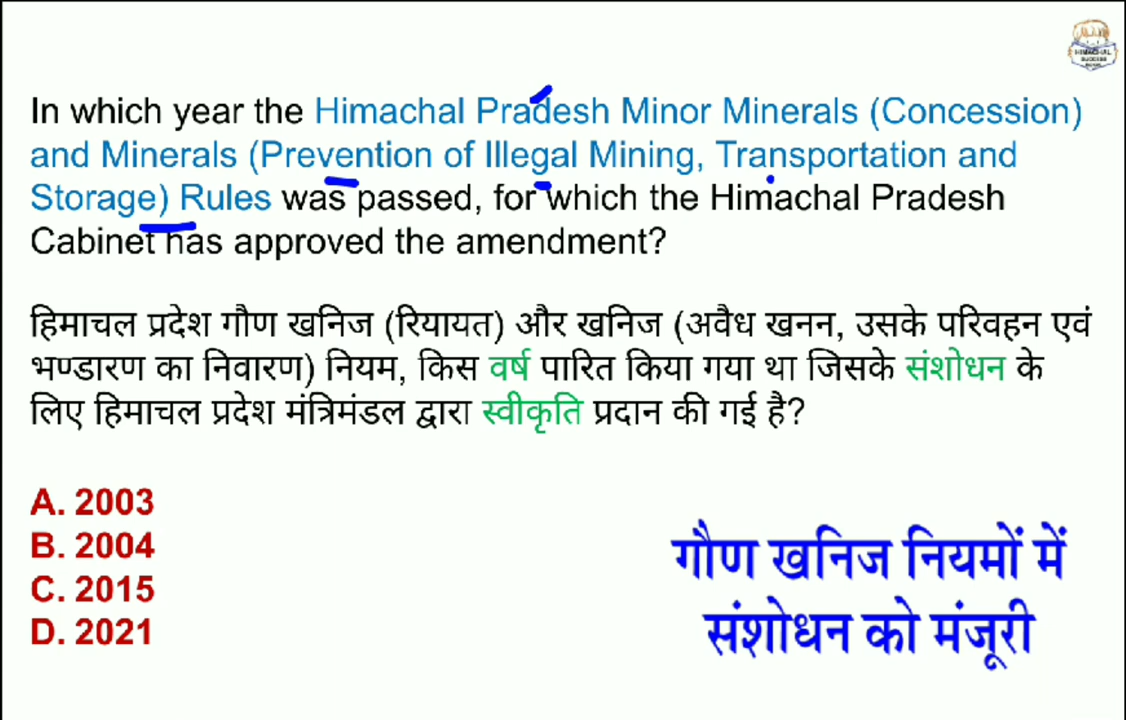 In which year the Himachal Pradesh Minor Minerals (Concession)
and Minerals (Prevention of Illegal Mining, Transportation and
Storage) Rules was passed, for which the Himachal Pradesh
Cabinet has approved the amendment?
हिमाचल प्रदेश गौण खनिज (रियायत) और खनिज (अवैध खनन, उसके परिवहन एवं
भण्डारण का निवारण) नियम, किस वर्ष पारित किया गया था जिसके संशोधन के
लिए हिमाचल प्रदेश मंत्रिमंडल द्वारा स्वीकृति प्रदान की गई है?
A. 2003
B. 2004
C. 2015
D. 2021
गौण खनिज नियमों में
संशोधन को मंजूरी